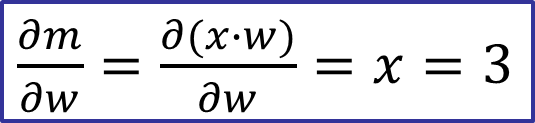 ∂m/∂w = ∂(x·w)/∂w = x = 3